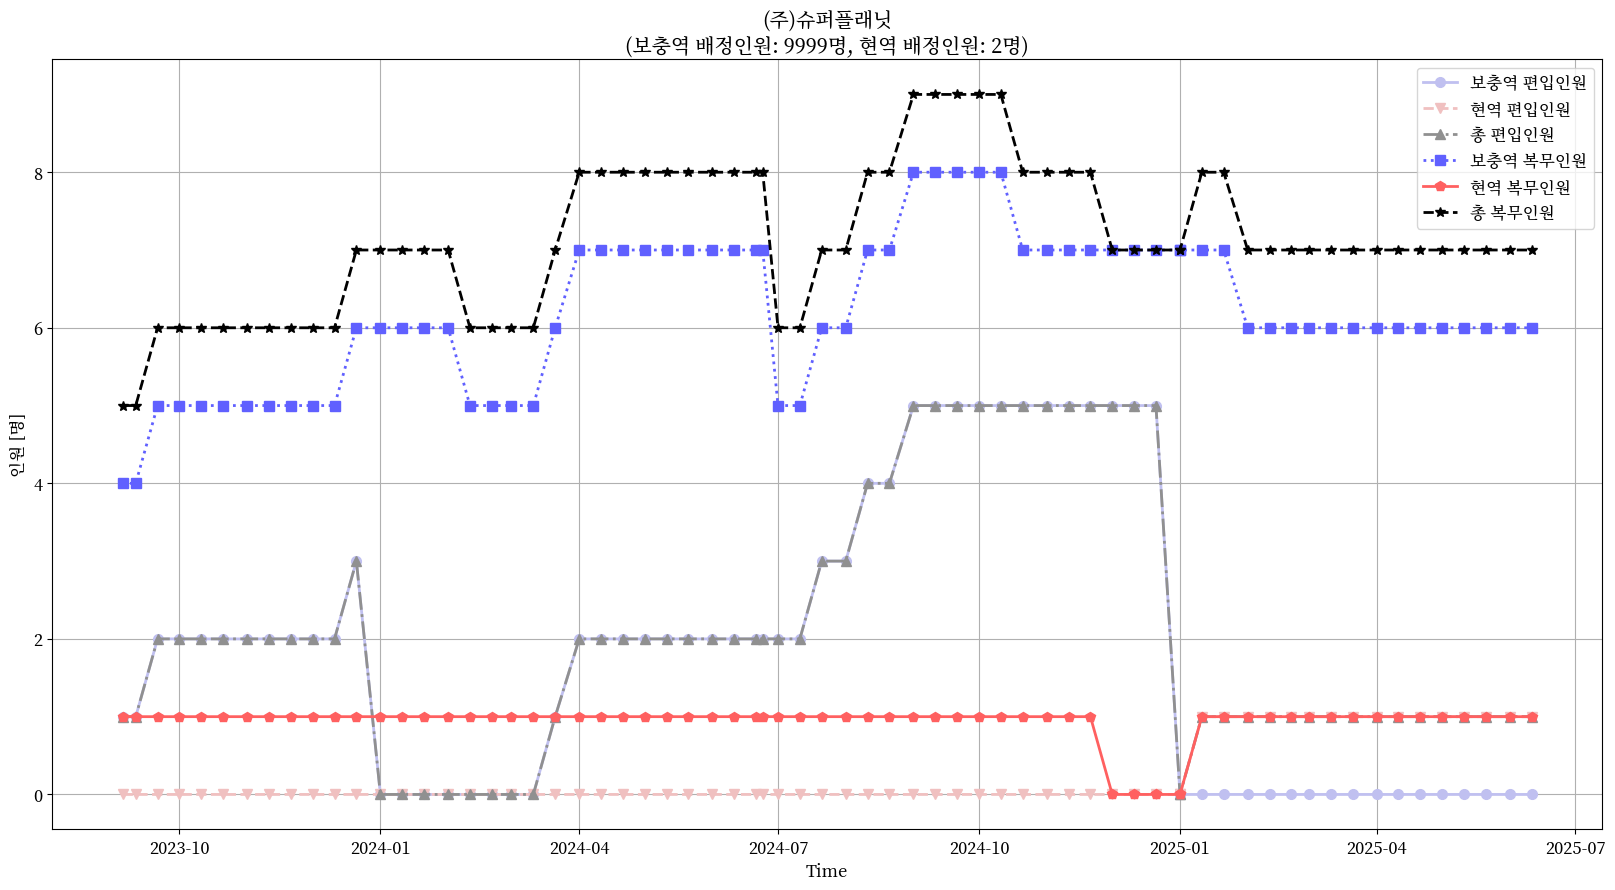 (주)슈퍼플래닛
(보충역 배정인원: 9999명, 현역 배정인원: 2명)
보충역 편입인원
현역 편입인원
총 편입인원
보충역 복무인원
현역 복무인원
총 복무인원
인원 [명]
8
6
4
2
0
2023-10
2024-01
2024-04
2024-07
2024-10
2025-01
2025-04
2025-07
Time